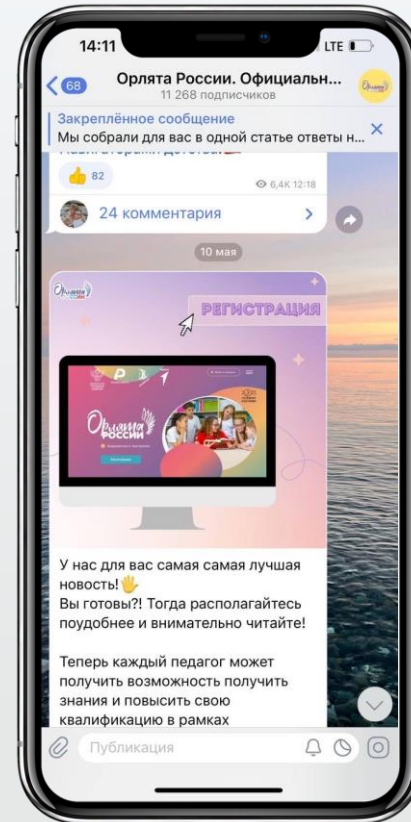 14:11
LTE
68
Орлята России. Официальн...
11 268 подписчиков
Закреплённое сообщение
Мы собрали для вас в одной статье ответы н...
82
6,4K 12:18
24 комментария
10 мая
Орлята
РЕГИСТРАЦИЯ
Орлята
РОССИИ
У нас для вас самая самая лучшая
новость!🖐
Вы готовы?! Тогда располагайтесь
поудобнее и внимательно читайте!
Теперь каждый педагог может
получить возможность получить
знания и повысить свою
квалификацию в рамках
Публикация